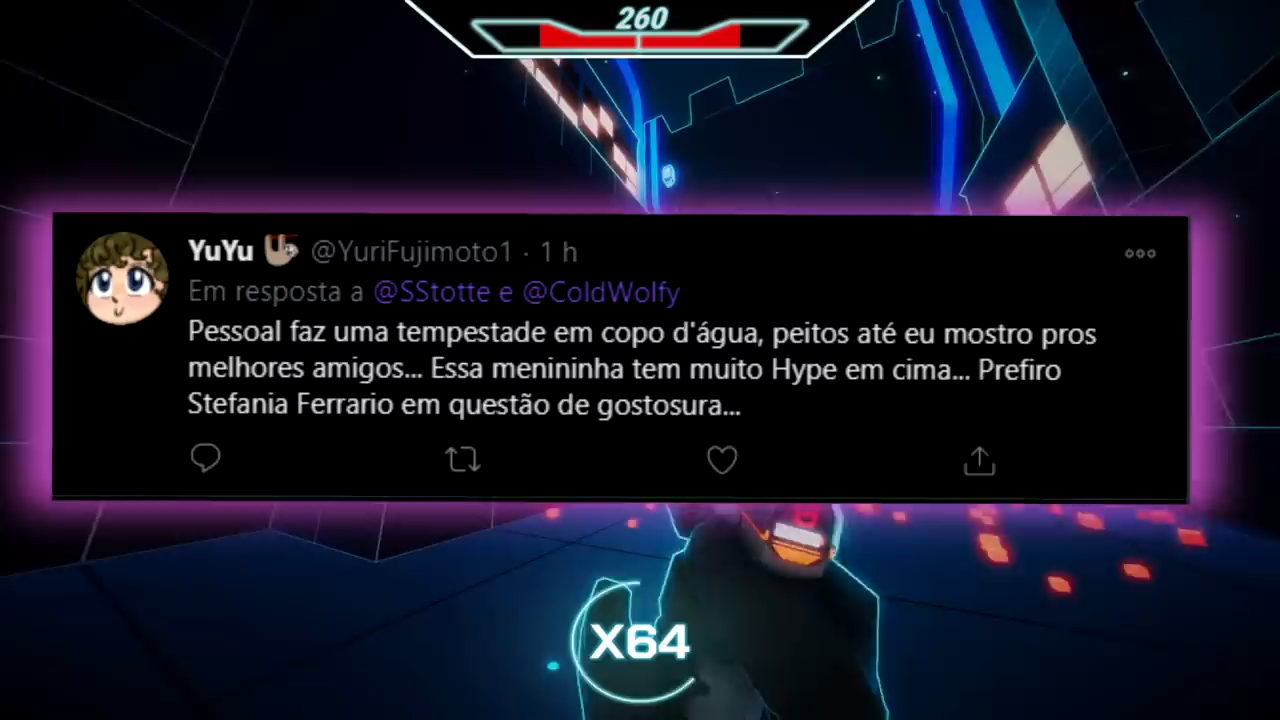 260
YuYu @YuriFujimoto1 · 1 h
Em resposta a @SStotte e @ColdWolfy
Pessoal faz uma tempestade em copo d'água, peitos até eu mostro pros
melhores amigos... Essa menininha tem muito Hype em cima... Prefiro
Stefania Ferrario em questão de gostosura...
X64